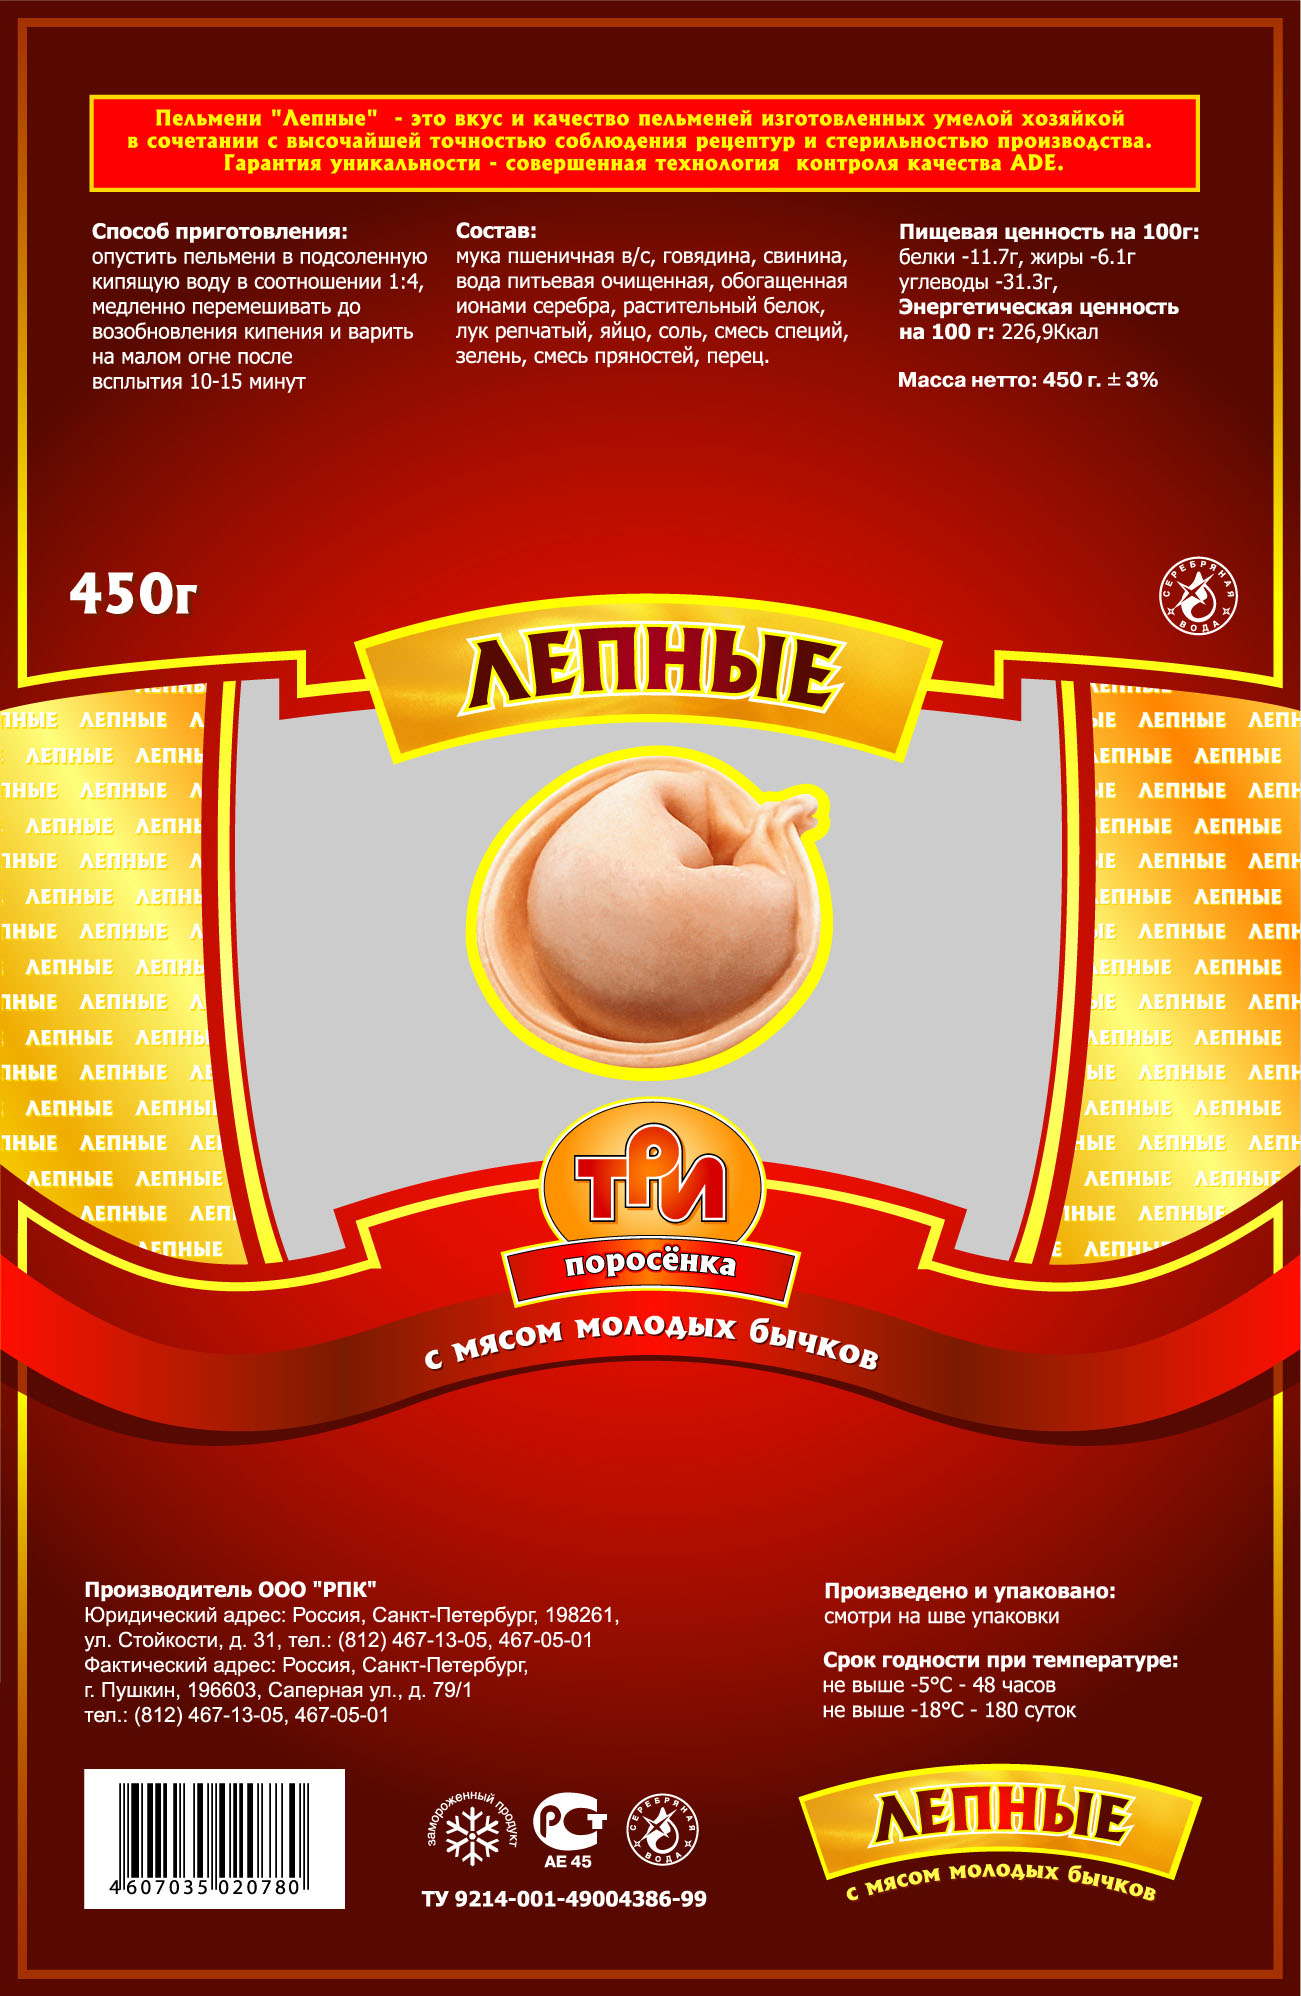 Пельмени "Лепные" - это вкус и качество пельменей изготовленных умелой хозяйкой
в сочетании с высочайшей точностью соблюдения рецептур и стерильностью производства.
Гарантия уникальности - совершенная технология контроля качества ADE.
Способ приготовления:
опустить пельмени в подсоленную
кипящую воду в соотношении 1:4,
медленно перемешивать до
возобновления кипения и варить
на малом огне после
всплытия 10-15 минут
Состав:
мука пшеничная в/с, говядина, свинина,
вода питьевая очищенная, обогащенная
ионами серебра, растительный белок,
лук репчатый, яйцо, соль, смесь специй,
зелень, смесь пряностей, перец.
Пищевая ценность на 100г:
белки -11.7г, жиры -6.1г
углеводы -31.3г,
Энергетическая ценность
на 100 г: 226,9Ккал
Масса нетто: 450 г. ± 3%
450г
СЕРЕБРЯНАЯ
ВОДА
ЛЕПНЫЕ
ТРИ
поросёнка
с мясом молодых бычков
Производитель ООО "РПК"
Юридический адрес: Россия, Санкт-Петербург, 198261,
ул. Стойкости, д. 31, тел.: (812) 467-13-05, 467-05-01
Фактический адрес: Россия, Санкт-Петербург,
г. Пушкин, 196603, Саперная ул., д. 79/1
тел.: (812) 467-13-05, 467-05-01
Произведено и упаковано:
смотри на шве упаковки
Срок годности при температуре:
не выше -5°С - 48 часов
не выше -18°С - 180 суток
4 607035 020780
замороженный продукт
РСТ
АЕ 45
СЕРЕБРЯНАЯ
ВОДА
ТУ 9214-001-49004386-99
ЛЕПНЫЕ
с мясом молодых бычков